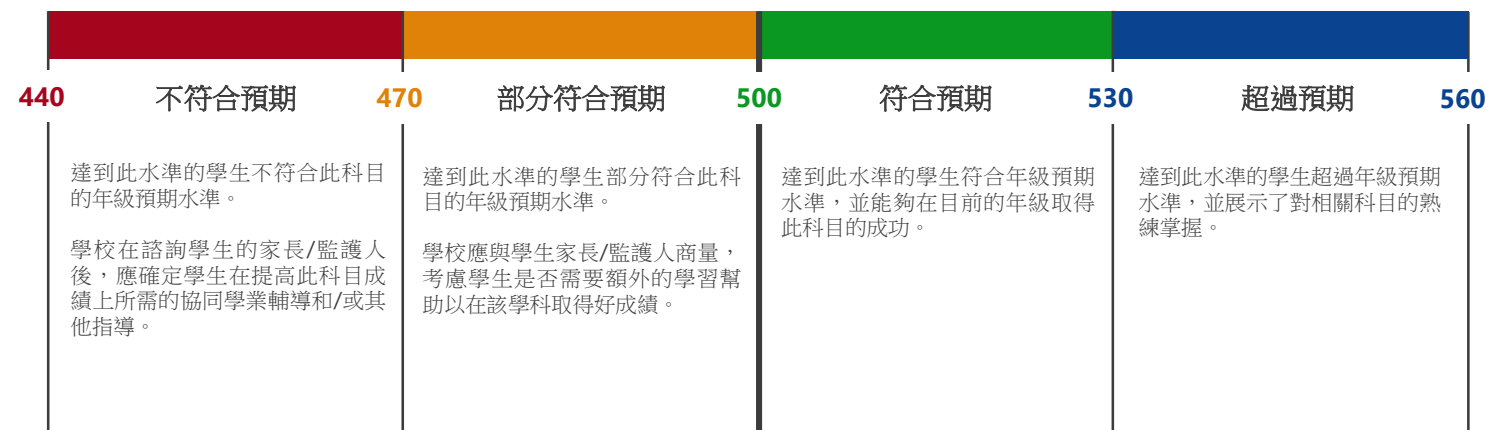 440 不符合預期 470 部分符合預期 500 符合預期 530 超過預期 560
達到此水準的學生不符合此科目
的年級預期水準。
學校在諮詢學生的家長/監護人
後，應確定學生在提高此科目成
績上所需的協同學業輔導和/或其
他指導。
達到此水準的學生部分符合此科
目的年級預期水準。
學校應與學生家長/監護人商量，
考慮學生是否需要額外的學習幫
助以在該學科取得好成績。
達到此水準的學生符合年級預期
水準，並能夠在目前的年級取得
此科目的成功。
達到此水準的學生超過年級預期
水準，並展示了對相關科目的熟
練掌握。